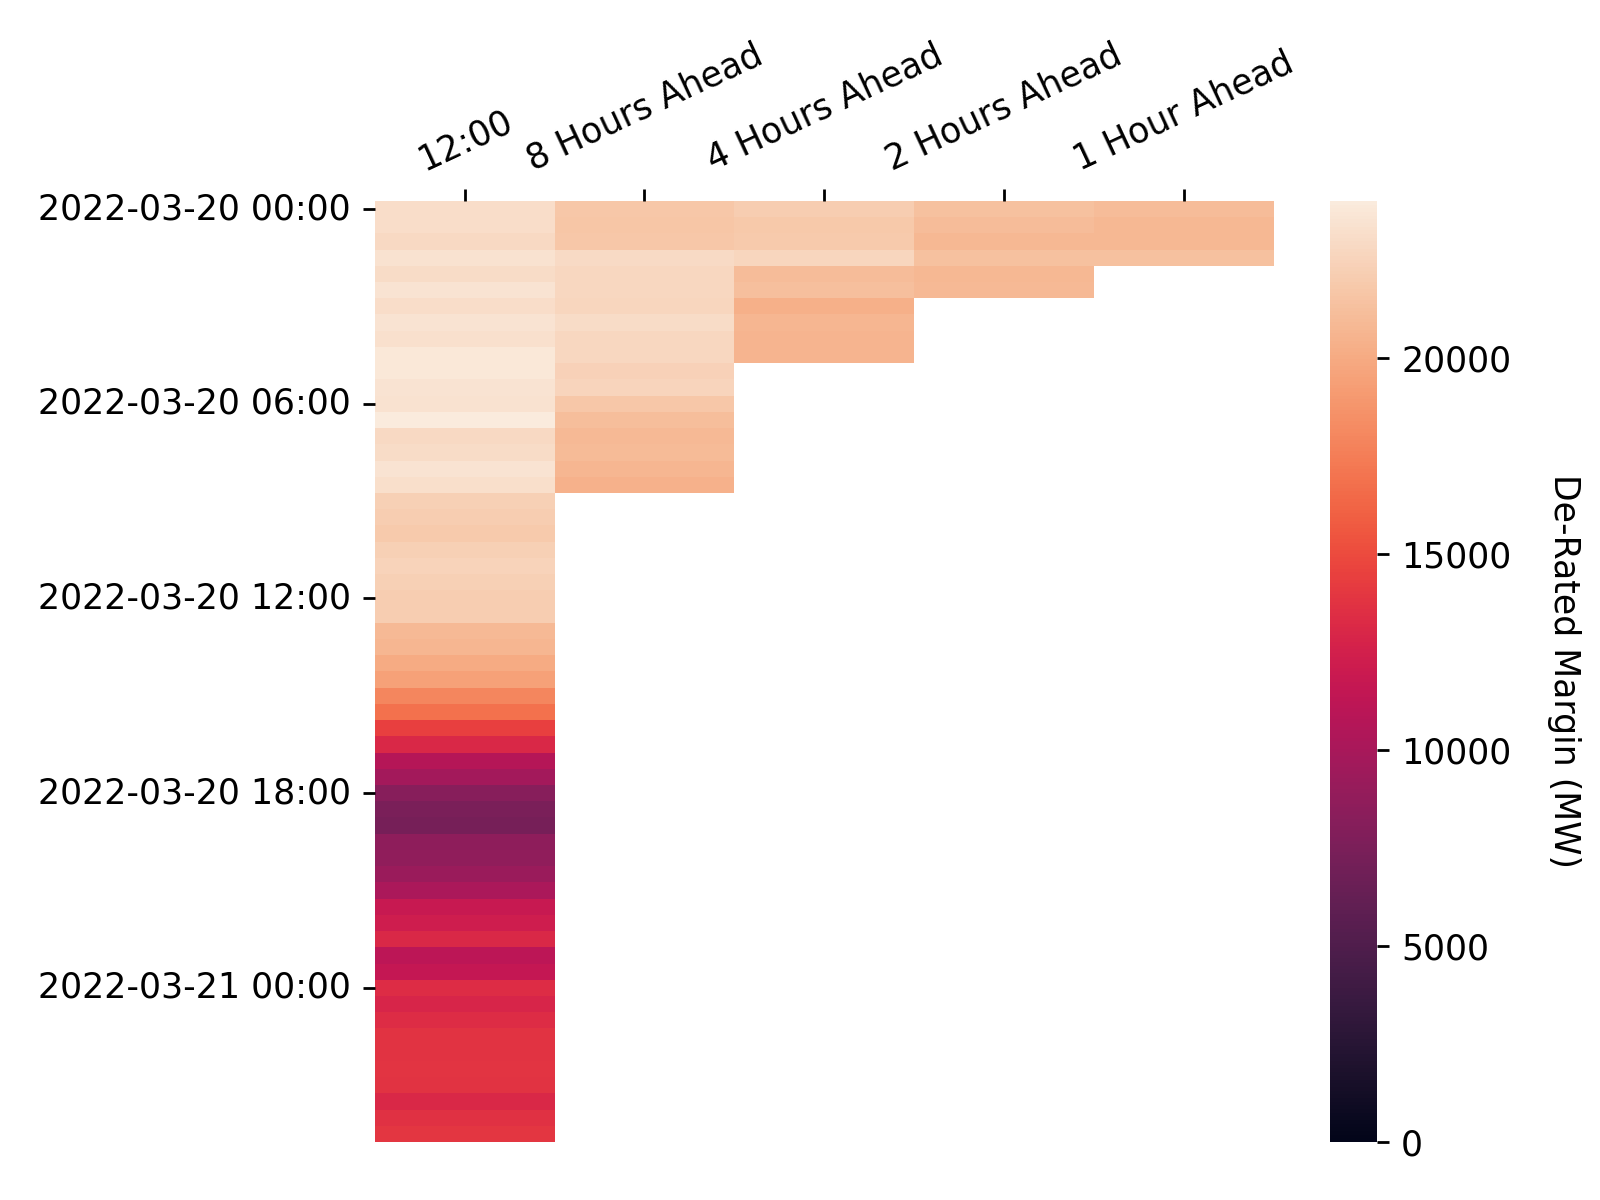 12:00
8 Hours Ahead
4 Hours Ahead
2 Hours Ahead
1 Hour Ahead
2022-03-20 00:00
2022-03-20 06:00
2022-03-20 12:00
2022-03-20 18:00
2022-03-21 00:00
20000
15000
10000
5000
0
De-Rated Margin (MW)